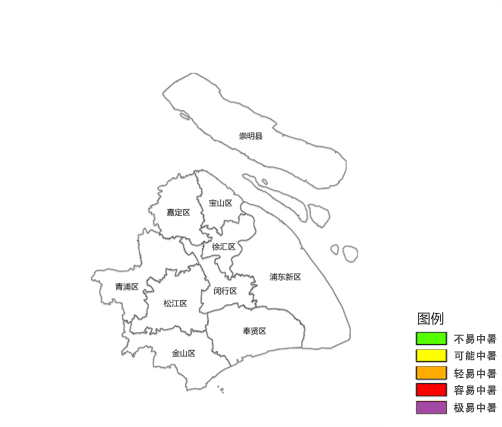 崇明县
宝山区
嘉定区
徐汇区
浦东新区
青浦区
闵行区
松江区
奉贤区
金山区
图例
不易中暑
可能中暑
轻易中暑
容易中暑
极易中暑